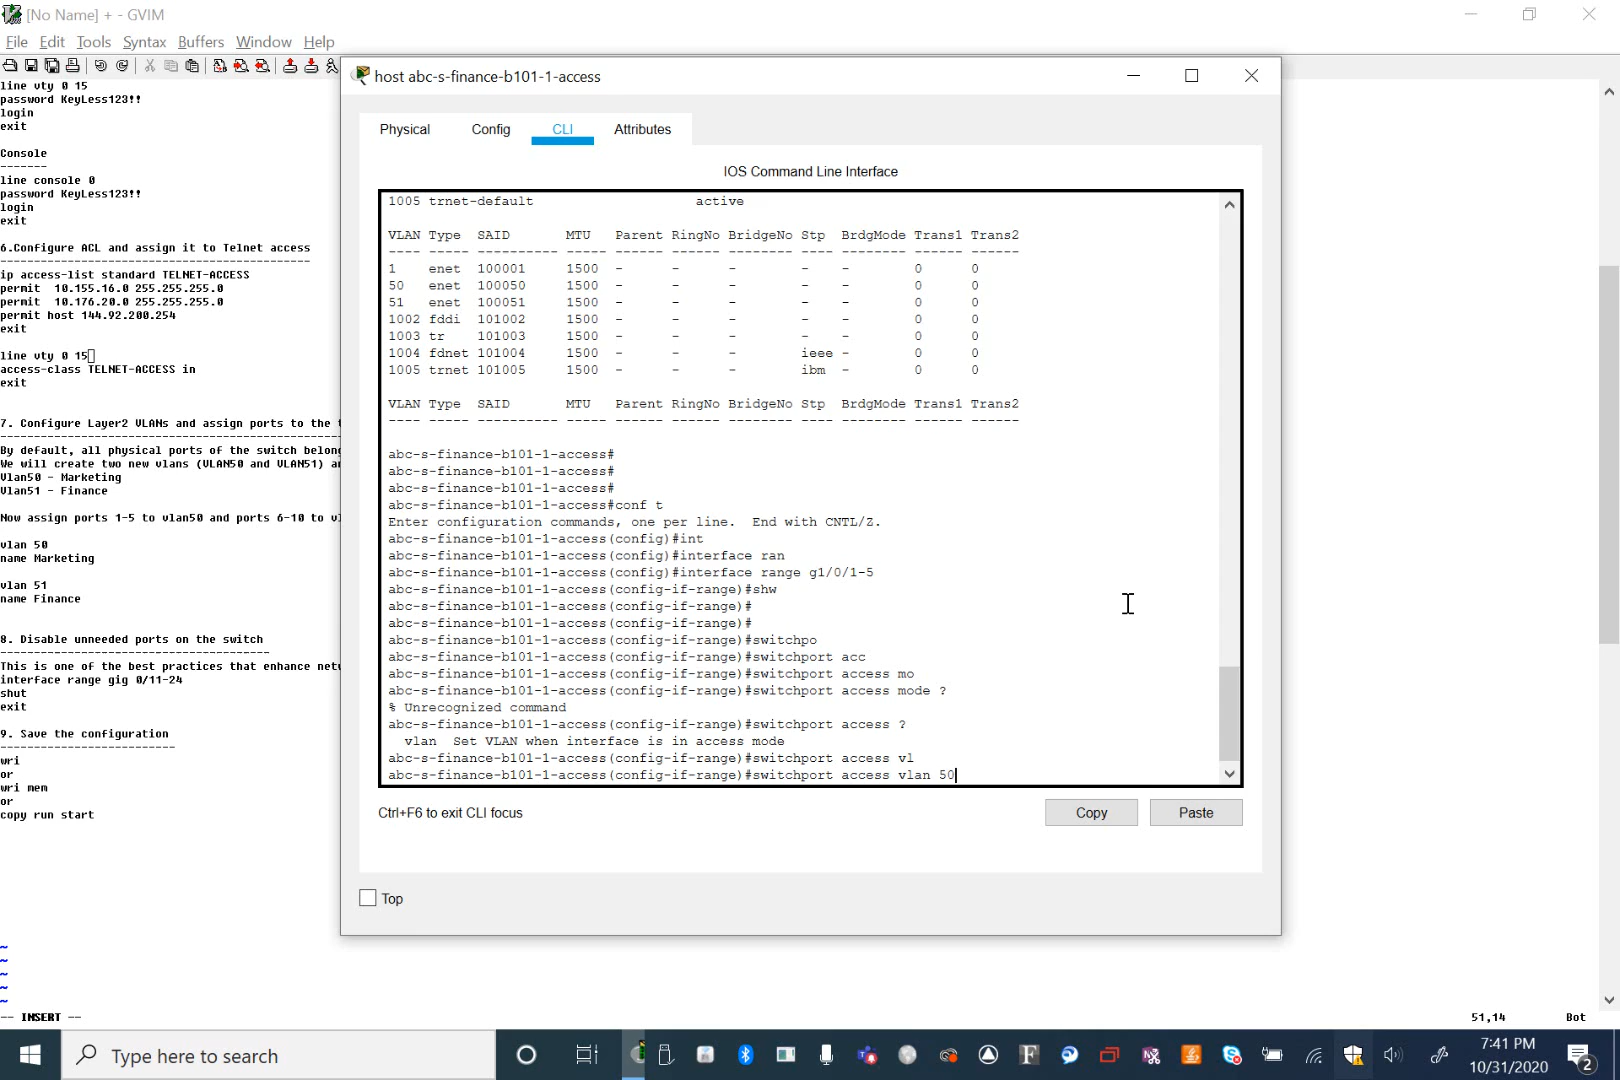 [No Name] + - GVIM
File Edit Tools Syntax Buffers Window Help
line vty 0 15
password KeyLess123!!
login
exit
Console
-------
line console 0
password KeyLess123!!
login
exit
6.Configure ACL and assign it to Telnet access
----------------------------------------------
ip access-list standard TELNET-ACCESS
permit  10.155.16.0 255.255.255.0
permit  10.176.20.0 255.255.255.0
permit host 144.92.200.254
exit
line vty 0 15
access-class TELNET-ACCESS in
exit
7. Configure Layer2 VLANs and assign ports to the
--------------------------------------------------
By default, all physical ports of the switch belon
We will create two new vlans (VLAN50 and VLAN51)
Vlan50 - Marketing
Vlan51 - Finance
Now assign ports 1-5 to vlan50 and ports 6-10 to
vlan 50
name Marketing
vlan 51
name Finance
8. Disable unneeded ports on the switch
----------------------------------------
This is one of the best practices that enhance
interface range gig 0/11-24
shut
exit
9. Save the configuration
--------------------------
wri
or
wri mem
or
copy run start
~
~
~
~
~
-- INSERT --
51,14 Bot
host abc-s-finance-b101-1-access
Physical Config CLI Attributes
IOS Command Line Interface
1005 trnet-default active
VLAN Type SAID MTU Parent RingNo BridgeNo Stp BrdgMode Trans1 Trans2
---- ----- ---------- ----- ------ ------ -------- ---- -------- ------ ------
1 enet 100001 1500 - - - - - 0 0
50 enet 100050 1500 - - - - - 0 0
51 enet 100051 1500 - - - - - 0 0
1002 fddi 101002 1500 - - - - - 0 0
1003 tr 101003 1500 - - - - - 0 0
1004 fdnet 101004 1500 - - - ieee - 0 0
1005 trnet 101005 1500 - - - ibm - 0 0
VLAN Type SAID MTU Parent RingNo BridgeNo Stp BrdgMode Trans1 Trans2
---- ----- ---------- ----- ------ ------ -------- ---- -------- ------ ------
abc-s-finance-b101-1-access#
abc-s-finance-b101-1-access#
abc-s-finance-b101-1-access#
abc-s-finance-b101-1-access#conf t
Enter configuration commands, one per line.  End with CNTL/Z.
abc-s-finance-b101-1-access(config)#int
abc-s-finance-b101-1-access(config)#interface ran
abc-s-finance-b101-1-access(config)#interface range g1/0/1-5
abc-s-finance-b101-1-access(config-if-range)#shw
abc-s-finance-b101-1-access(config-if-range)#
abc-s-finance-b101-1-access(config-if-range)#
abc-s-finance-b101-1-access(config-if-range)#switchpo
abc-s-finance-b101-1-access(config-if-range)#switchport acc
abc-s-finance-b101-1-access(config-if-range)#switchport access mo
abc-s-finance-b101-1-access(config-if-range)#switchport access mode ?
% Unrecognized command
abc-s-finance-b101-1-access(config-if-range)#switchport access ?
vlan  Set VLAN when interface is in access mode
abc-s-finance-b101-1-access(config-if-range)#switchport access vl
abc-s-finance-b101-1-access(config-if-range)#switchport access vlan 50
Ctrl+F6 to exit CLI focus
Copy
Paste
Top
Type here to search
7:41 PM
10/31/2020
2